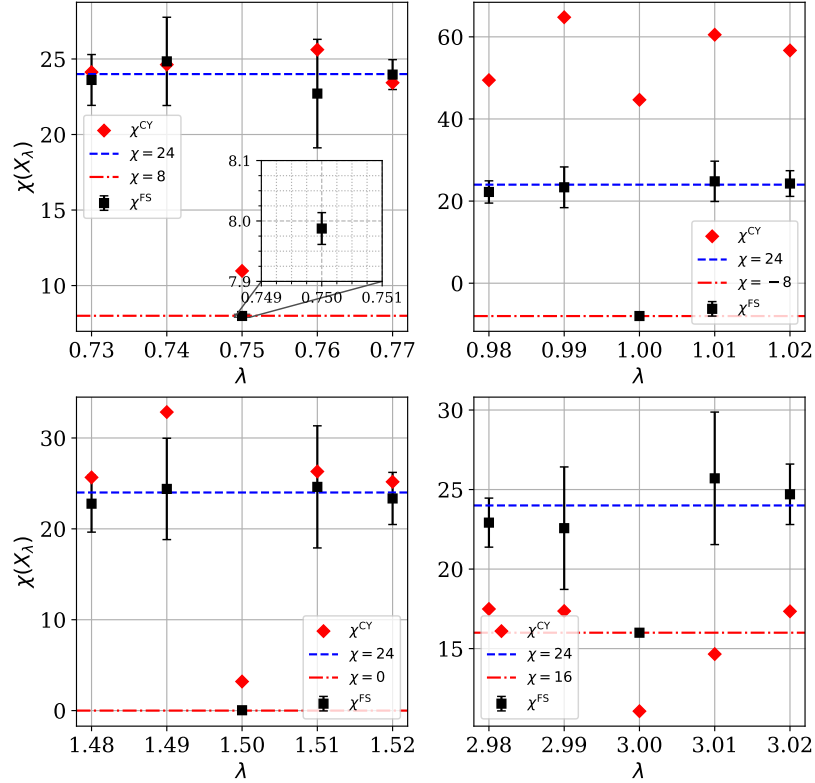 χ(X_λ)
25
20
15
10
χ^CY
χ = 24
χ = 8
χ^FS
8.1
8.0
7.9
0.749 0.750 0.751
0.73 0.74 0.75 0.76 0.77
λ
60
40
20
0
χ^CY
χ = 24
χ = −8
χ^FS
0.98 0.99 1.00 1.01 1.02
λ
χ(X_λ)
30
20
10
0
χ^CY
χ = 24
χ = 0
χ^FS
1.48 1.49 1.50 1.51 1.52
λ
30
25
20
15
χ^CY
χ = 24
χ = 16
χ^FS
2.98 2.99 3.00 3.01 3.02
λ